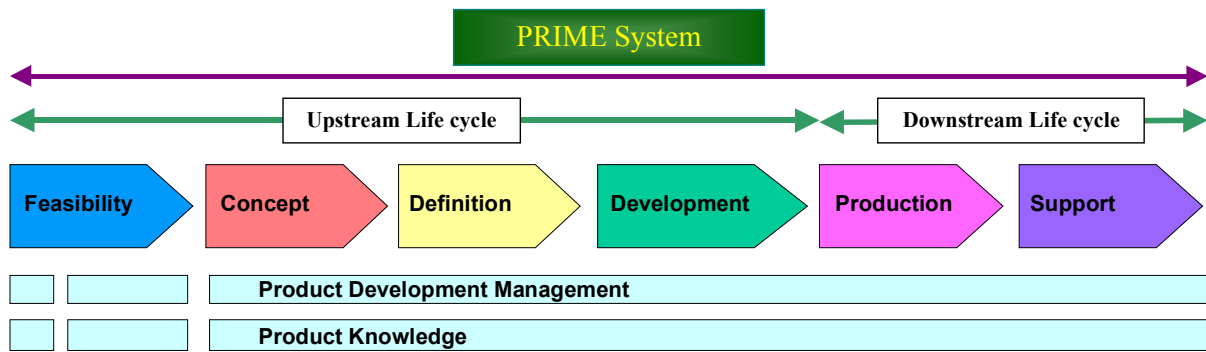 PRIME System
Upstream Life cycle
Downstream Life cycle
Feasibility
Concept
Definition
Development
Production
Support
Product Development Management
Product Knowledge